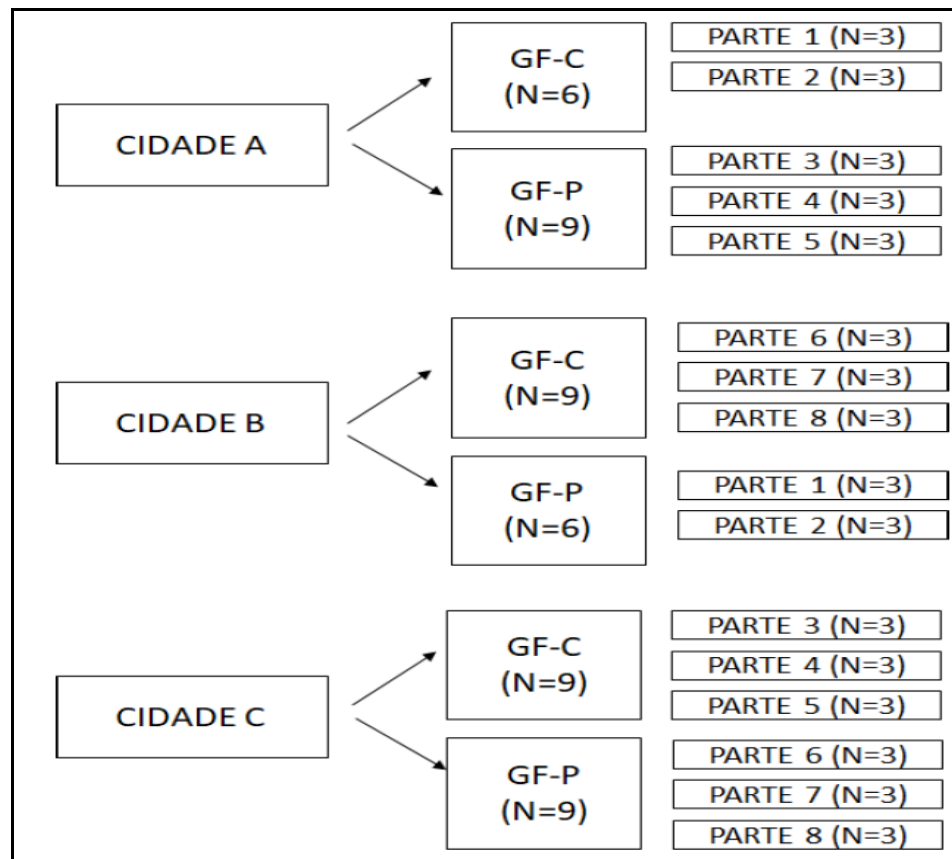 CIDADE A
GF-C
(N=6)
PARTE 1 (N=3)
PARTE 2 (N=3)
GF-P
(N=9)
PARTE 3 (N=3)
PARTE 4 (N=3)
PARTE 5 (N=3)
CIDADE B
GF-C
(N=9)
PARTE 6 (N=3)
PARTE 7 (N=3)
PARTE 8 (N=3)
GF-P
(N=6)
PARTE 1 (N=3)
PARTE 2 (N=3)
CIDADE C
GF-C
(N=9)
PARTE 3 (N=3)
PARTE 4 (N=3)
PARTE 5 (N=3)
GF-P
(N=9)
PARTE 6 (N=3)
PARTE 7 (N=3)
PARTE 8 (N=3)